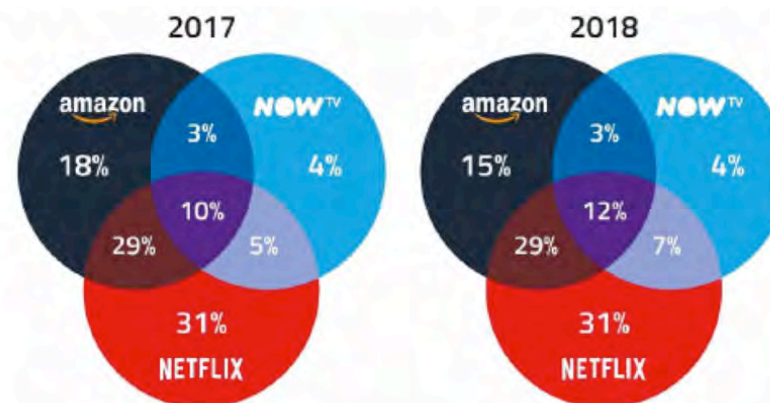 2017
amazon
NOW TV
3%
18%
4%
10%
29%
5%
31%
NETFLIX
2018
amazon
NOW TV
3%
15%
4%
12%
29%
7%
31%
NETFLIX